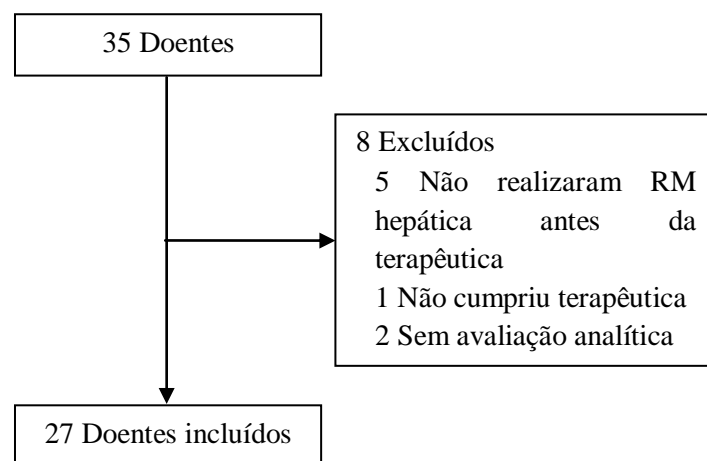 35 Doentes
8 Excluídos
5 Não realizaram RM
hepática antes da
terapêutica
1 Não cumpriu terapêutica
2 Sem avaliação analítica
27 Doentes incluídos